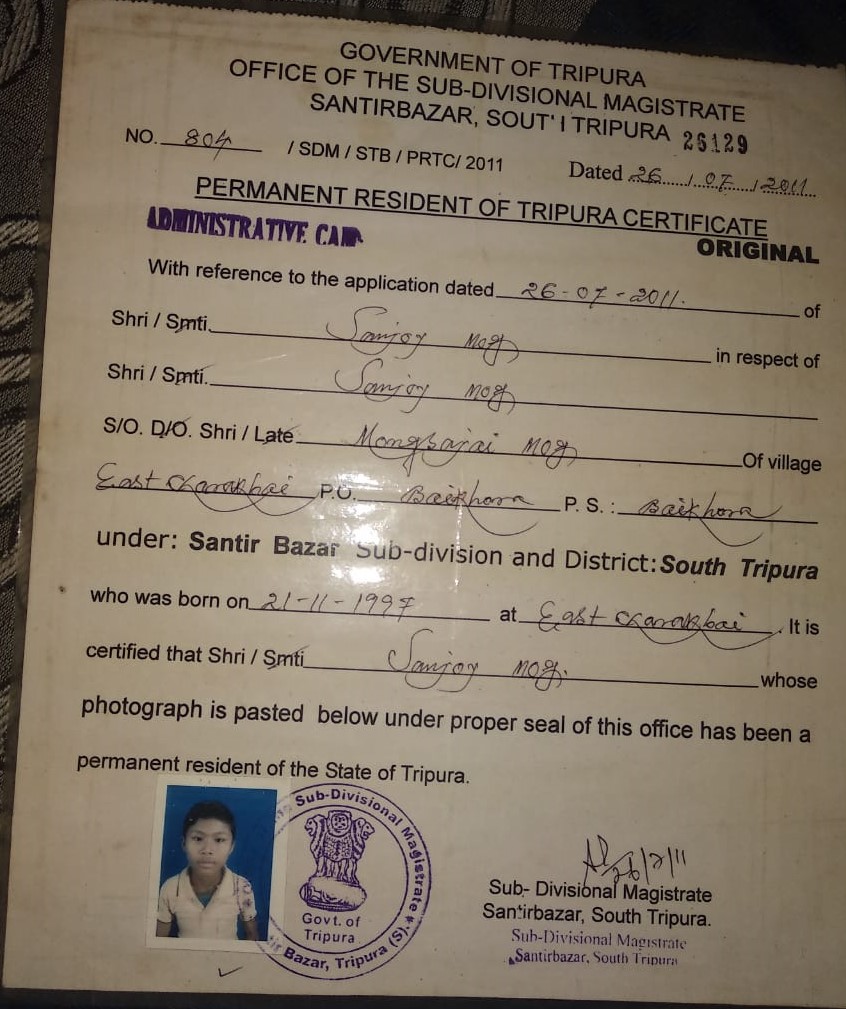 GOVERNMENT OF TRIPURA
OFFICE OF THE SUB-DIVISIONAL MAGISTRATE
SANTIRBAZAR, SOUT' I TRIPURA 26129
NO. 804 / SDM / STB / PRTC/ 2011 Dated 26 / 07 / 2011
PERMANENT RESIDENT OF TRIPURA CERTIFICATE
ADMINISTRATIVE CAMP ORIGINAL
With reference to the application dated 26-07-2011. of
Shri / Smti. Sanjoy Mog in respect of
Shri / Smti. Sanjoy Mog
S/O. D/O. Shri / Late Mongsajai Mog Of village
East Charakbai P.O. Baikhora P. S. : Baikhora
under: Santir Bazar Sub-division and District: South Tripura
who was born on 21-11-1997 at East Charakbai. It is
certified that Shri / Smti Sanjoy Mog. whose
photograph is pasted below under proper seal of this office has been a
permanent resident of the State of Tripura.
Sub-Divisional Magistrate
Govt. of
Tripura
Bazar, Tripura (S)
26/7/11
Sub- Divisional Magistrate
Santirbazar, South Tripura.
Sub-Divisional Magistrate
Santirbazar, South Tripura